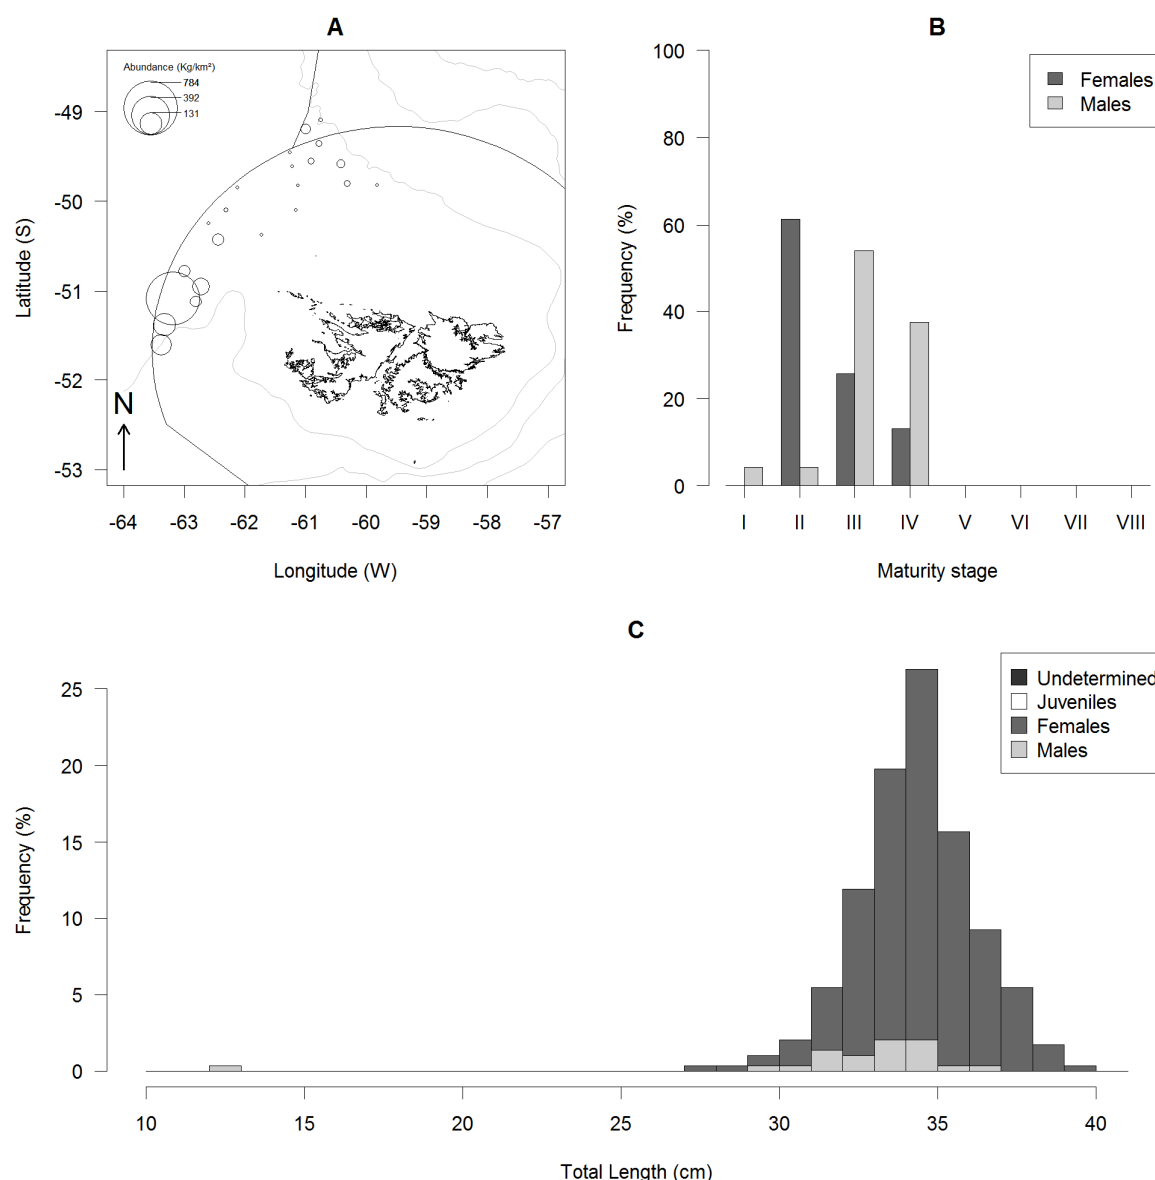 A
Abundance (Kg/km²)
784
392
131
-49
-50
-51
-52
-53
Latitude (S)
N
-64 -63 -62 -61 -60 -59 -58 -57
Longitude (W)
B
100
80
60
40
20
0
Frequency (%)
Females
Males
I II III IV V VI VII VIII
Maturity stage
C
25
20
15
10
5
0
Frequency (%)
Undetermined
Juveniles
Females
Males
10 15 20 25 30 35 40
Total Length (cm)